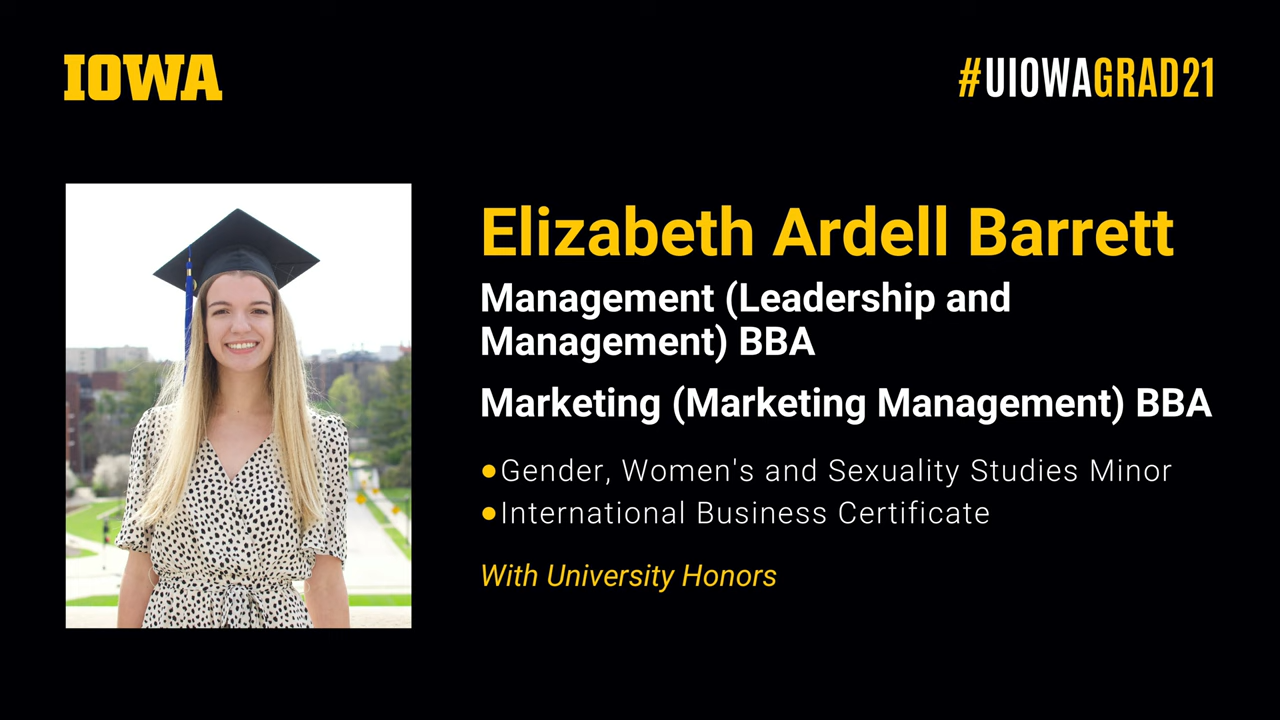 IOWA
#UIOWAGRAD21
Elizabeth Ardell Barrett
Management (Leadership and
Management) BBA
Marketing (Marketing Management) BBA
●Gender, Women's and Sexuality Studies Minor
●International Business Certificate
With University Honors